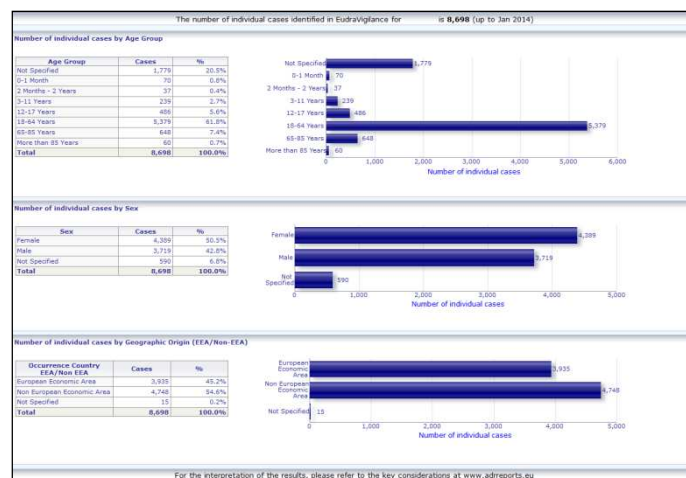 The number of individual cases identified in EudraVigilance for is 8,698 (up to Jan 2014)
Number of individual cases by Age Group
Age Group Cases %
Not Specified 1,779 20.5%
0-1 Month 70 0.8%
2 Months - 2 Years 37 0.4%
3-11 Years 239 2.7%
12-17 Years 486 5.6%
18-64 Years 5,379 61.8%
65-85 Years 648 7.4%
More than 85 Years 60 0.7%
Total 8,698 100.0%
Not Specified 1,779
0-1 Month 70
2 Months - 2 Years 37
3-11 Years 239
12-17 Years 486
18-64 Years 5,379
65-85 Years 648
More than 85 Years 60
0 1,000 2,000 3,000 4,000 5,000 6,000
Number of individual cases
Number of individual cases by Sex
Sex Cases %
Female 4,389 50.5%
Male 3,719 42.8%
Not Specified 590 6.8%
Total 8,698 100.0%
Female 4,389
Male 3,719
Not
Specified 590
0 1,000 2,000 3,000 4,000 5,000
Number of individual cases
Number of individual cases by Geographic Origin (EEA/Non-EEA)
Occurrence Country
EEA/Non EEA Cases %
European Economic Area 3,935 45.2%
Non European Economic Area 4,748 54.6%
Not Specified 15 0.2%
Total 8,698 100.0%
European
Economic
Area 3,935
Non European
Economic
Area 4,748
Not Specified 15
0 1,000 2,000 3,000 4,000 5,000
Number of individual cases
For the interpretation of the results, please refer to the key considerations at www.adrreports.eu